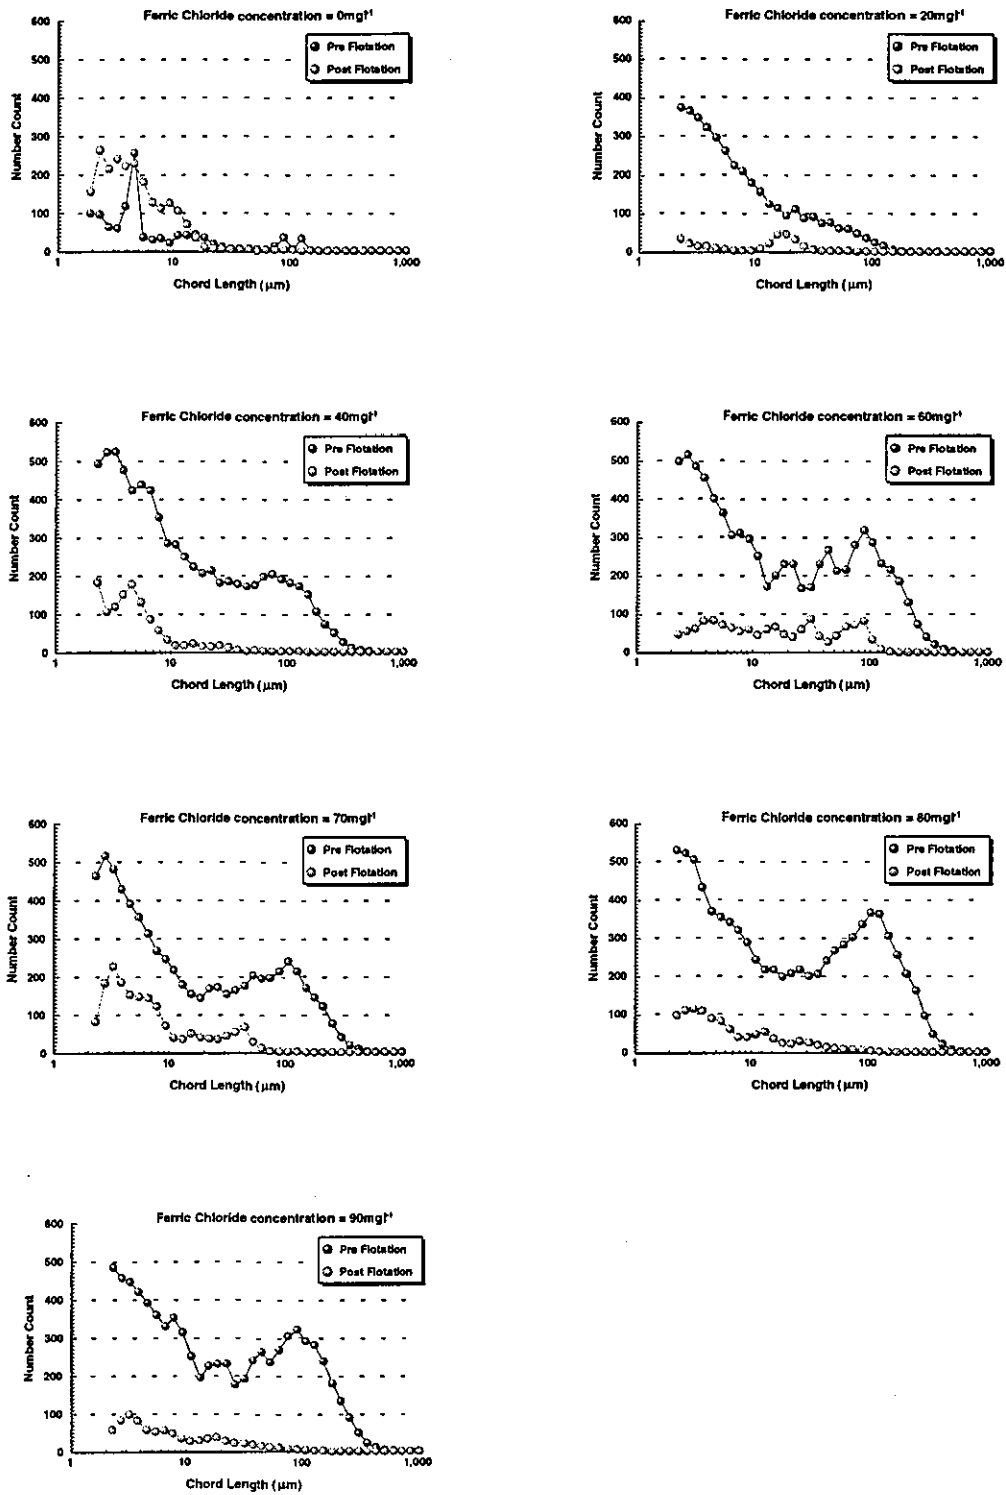 Ferric Chloride concentration = 0mgl⁻¹
Ferric Chloride concentration = 20mgl⁻¹
600
500
400
300
200
100
0
Number Count
Pre Flotation
Post Flotation
1
10
100
1,000
Chord Length (μm)
600
500
400
300
200
100
0
Number Count
Pre Flotation
Post Flotation
1
10
100
1,000
Chord Length (μm)
Ferric Chloride concentration = 40mgl⁻¹
Ferric Chloride concentration = 60mgl⁻¹
600
500
400
300
200
100
0
Number Count
Pre Flotation
Post Flotation
1
10
100
1,000
Chord Length (μm)
600
500
400
300
200
100
0
Number Count
Pre Flotation
Post Flotation
1
10
100
1,000
Chord Length (μm)
Ferric Chloride concentration = 70mgl⁻¹
Ferric Chloride concentration = 80mgl⁻¹
600
500
400
300
200
100
0
Number Count
Pre Flotation
Post Flotation
1
10
100
1,000
Chord Length (μm)
600
500
400
300
200
100
0
Number Count
Pre Flotation
Post Flotation
1
10
100
1,000
Chord Length (μm)
Ferric Chloride concentration = 90mgl⁻¹
600
500
400
300
200
100
0
Number Count
Pre Flotation
Post Flotation
1
10
100
1,000
Chord Length (μm)